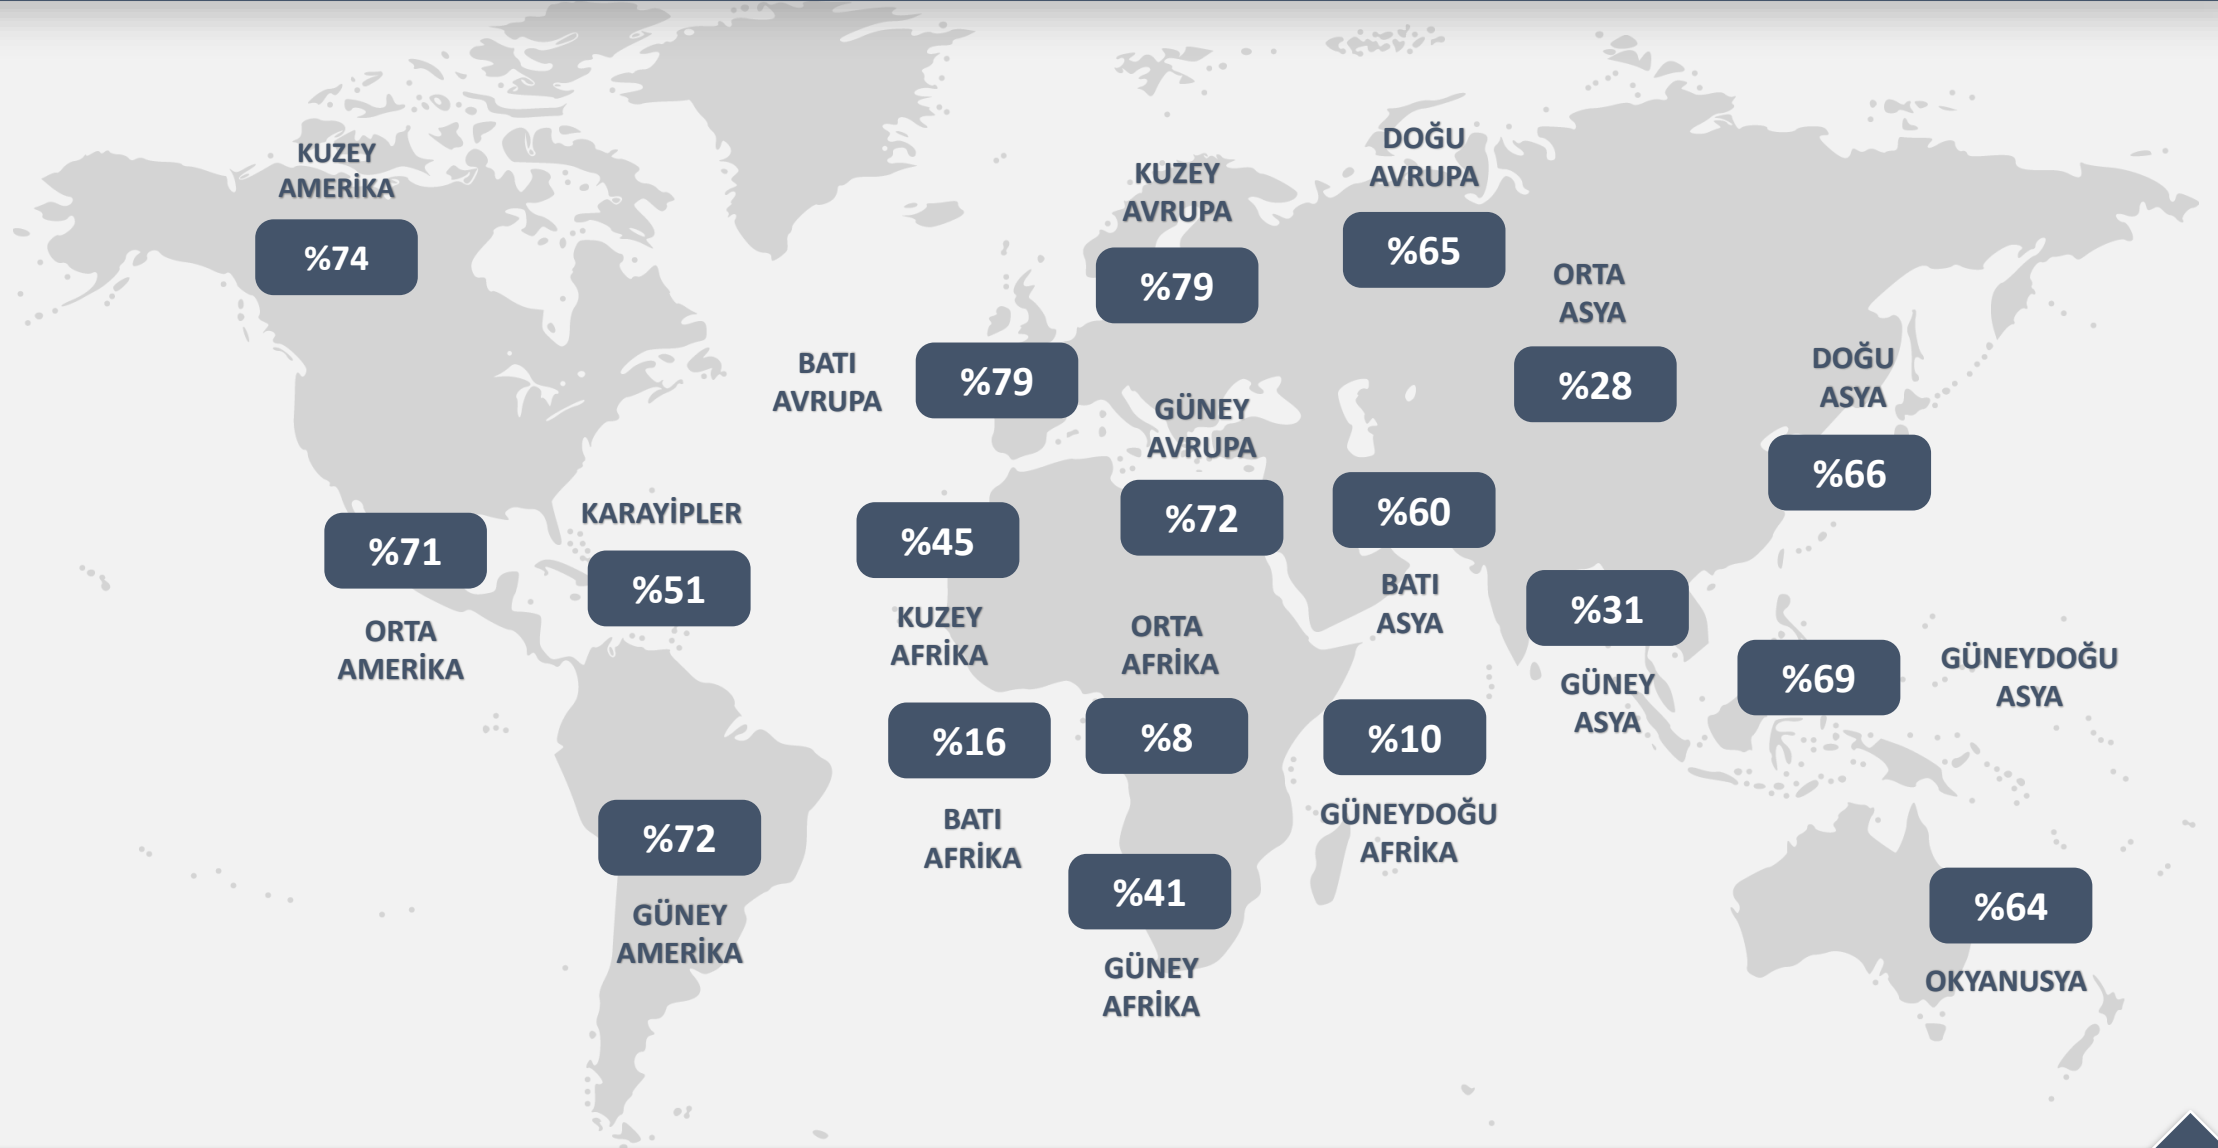 KUZEY
AMERİKA
%74
DOĞU
AVRUPA
%65
KUZEY
AVRUPA
%79
ORTA
ASYA
%28
BATI
AVRUPA
%79
DOĞU
ASYA
%66
GÜNEY
AVRUPA
%72
%60
BATI
ASYA
KARAYİPLER
%51
%71
ORTA
AMERİKA
%45
KUZEY
AFRİKA
ORTA
AFRİKA
%8
%31
GÜNEY
ASYA
%69
GÜNEYDOĞU
ASYA
%16
BATI
AFRİKA
%10
GÜNEYDOĞU
AFRİKA
%72
GÜNEY
AMERİKA
%41
GÜNEY
AFRİKA
%64
OKYANUSYA